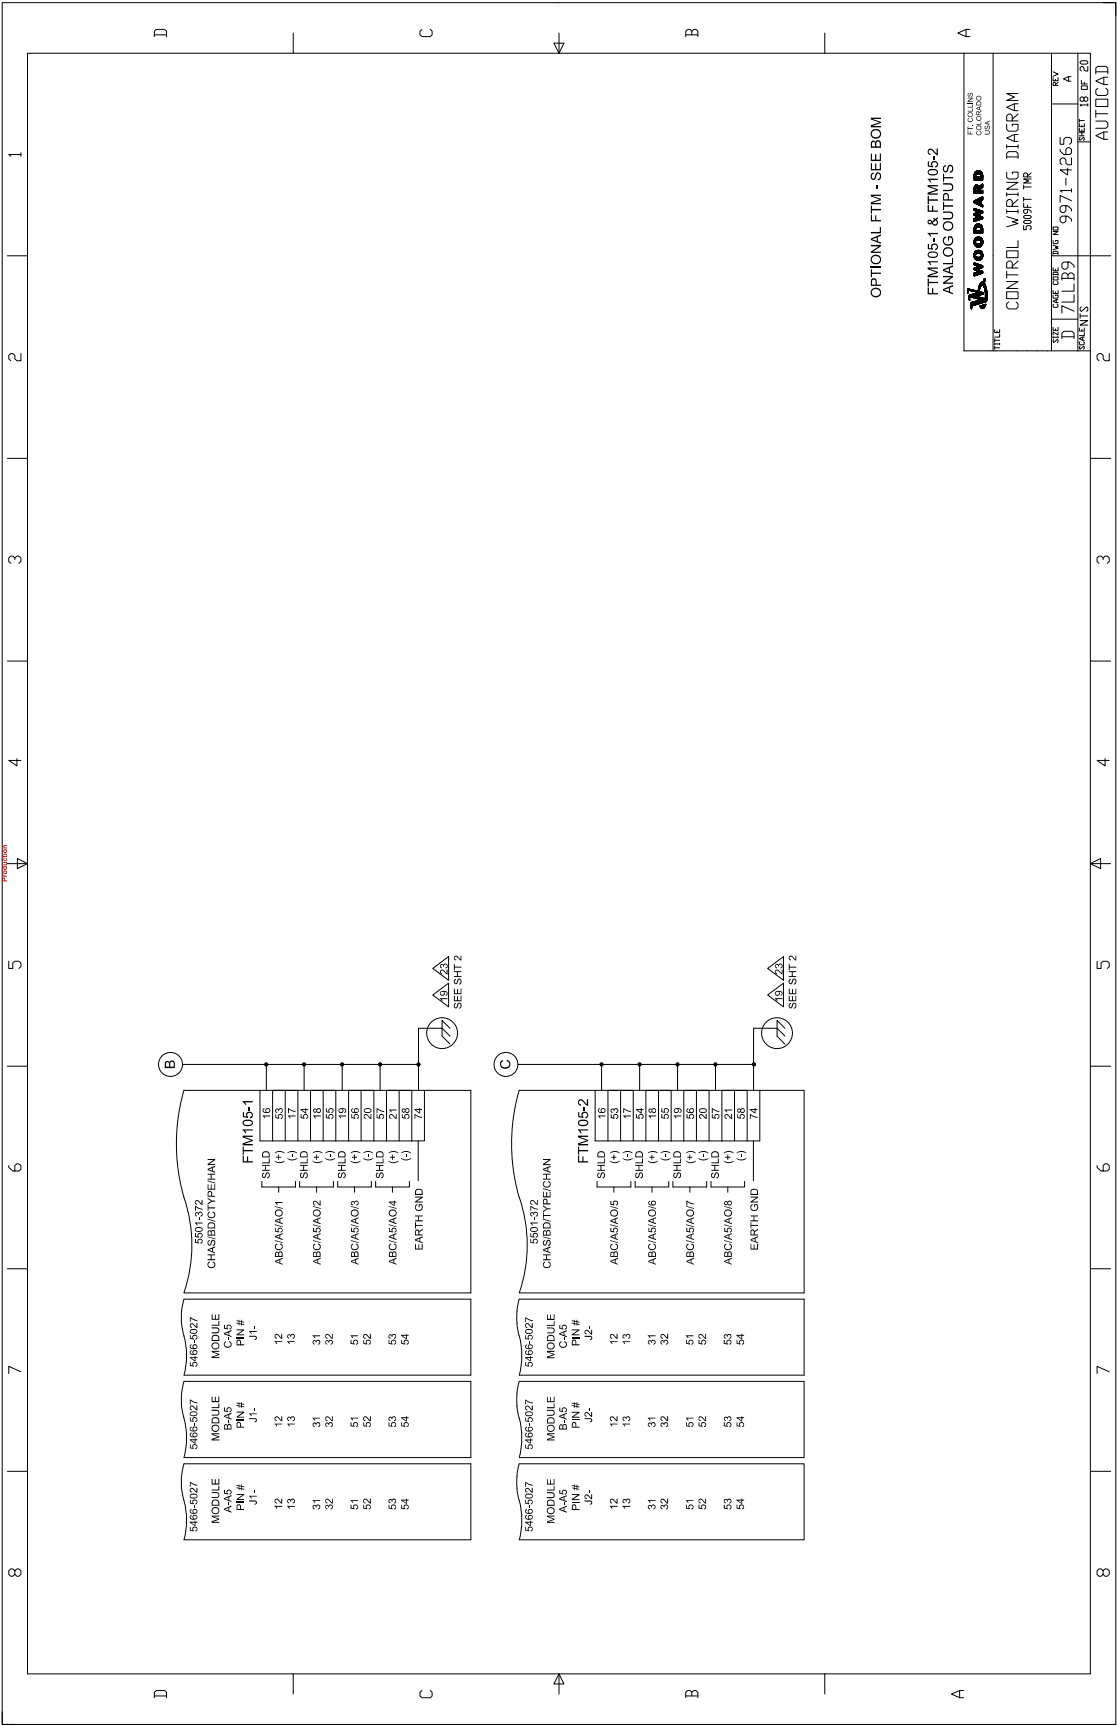 Production
8
7
6
5
4
3
2
1
D
C
B
A
D
C
B
A
5466-5027
MODULE
A-A5
PIN #
J1-
12
13
31
32
51
52
53
54
5466-5027
MODULE
B-A5
PIN #
J1-
12
13
31
32
51
52
53
54
5466-5027
MODULE
C-A5
PIN #
J1-
12
13
31
32
51
52
53
54
5501-372
CHAS/BD/CTYPE/HAN
FTM105-1
B
ABC/A5/AO/1
SHLD 16
(+) 53
(-) 17
ABC/A5/AO/2
SHLD 54
(+) 18
(-) 55
ABC/A5/AO/3
SHLD 19
(+) 56
(-) 20
ABC/A5/AO/4
SHLD 57
(+) 21
(-) 58
EARTH GND 74
19 23
SEE SHT 2
5466-5027
MODULE
A-A5
PIN #
J2-
12
13
31
32
51
52
53
54
5466-5027
MODULE
B-A5
PIN #
J2-
12
13
31
32
51
52
53
54
5466-5027
MODULE
C-A5
PIN #
J2-
12
13
31
32
51
52
53
54
5501-372
CHAS/BD/TYPE/CHAN
FTM105-2
C
ABC/A5/AO/5
SHLD 16
(+) 53
(-) 17
ABC/A5/AO/6
SHLD 54
(+) 18
(-) 55
ABC/A5/AO/7
SHLD 19
(+) 56
(-) 20
ABC/A5/AO/8
SHLD 57
(+) 21
(-) 58
EARTH GND 74
19 23
SEE SHT 2
OPTIONAL FTM - SEE BOM
FTM105-1 & FTM105-2
ANALOG OUTPUTS
WOODWARD
FT. COLLINS
COLORADO
USA
TITLE
CONTROL WIRING DIAGRAM
5009FT TMR
SIZE D
CAGE CODE 7LLB9
DWG NO 9971-4265
REV A
SCALE NTS
SHEET 18 OF 20
8
7
6
5
4
3
2
AUTOCAD